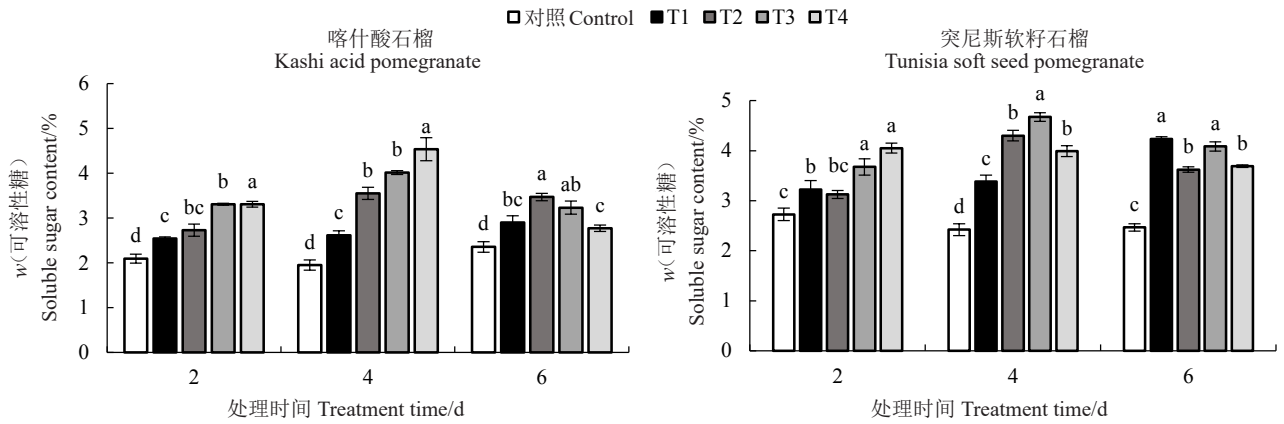 对照 Control T1 T2 T3 T4
喀什酸石榴
Kashi acid pomegranate
w(可溶性糖)
Soluble sugar content/%
6
5
4
3
2
1
0
d c bc b a
d c b b a
d bc a ab c
2 4 6
处理时间 Treatment time/d
突尼斯软籽石榴
Tunisia soft seed pomegranate
w(可溶性糖)
Soluble sugar content/%
5
4
3
2
1
0
c b bc a a
d c b a b
c a b a b
2 4 6
处理时间 Treatment time/d